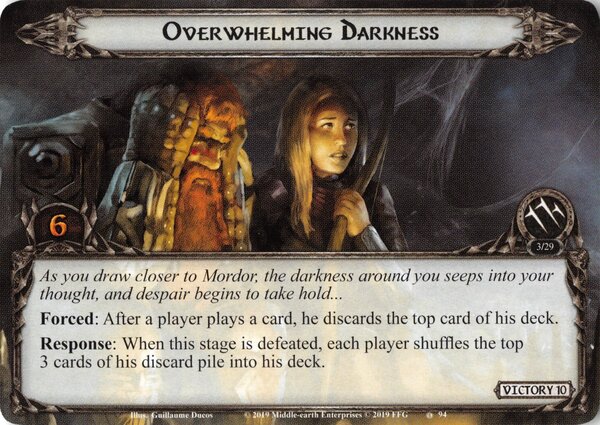 Overwhelming Darkness
6
3/29
As you draw closer to Mordor, the darkness around you seeps into your
thought, and despair begins to take hold...
Forced: After a player plays a card, he discards the top card of his deck.
Response: When this stage is defeated, each player shuffles the top
3 cards of his discard pile into his deck.
VICTORY 10
Illus. Guillaume Ducos © 2019 Middle-earth Enterprises © 2019 FFG 94